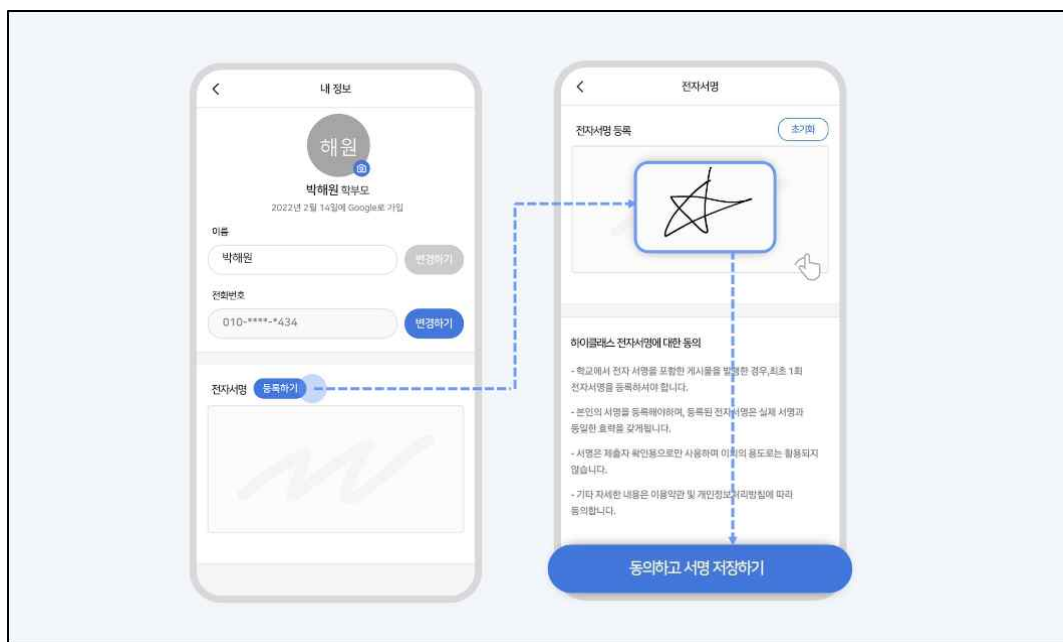 내 정보
해원
박해원 학부모
2022년 2월 14일에 Google로 가입
이름
박해원
변경하기
전화번호
010-****-*434
변경하기
전자서명
등록하기
전자서명
전자서명 등록
초기화
하이클래스 전자서명에 대한 동의
- 학교에서 전자 서명을 포함한 게시물을 발행한 경우,최초 1회
전자서명을 등록하셔야 합니다.
- 본인의 서명을 등록해야하며, 등록된 전자서명은 실제 서명과
동일한 효력을 갖게됩니다.
- 서명은 제출자 확인용으로만 사용하며 이외의 용도로는 활용되지
않습니다.
- 기타 자세한 내용은 이용약관 및 개인정보처리방침에 따라
동의합니다.
동의하고 서명 저장하기